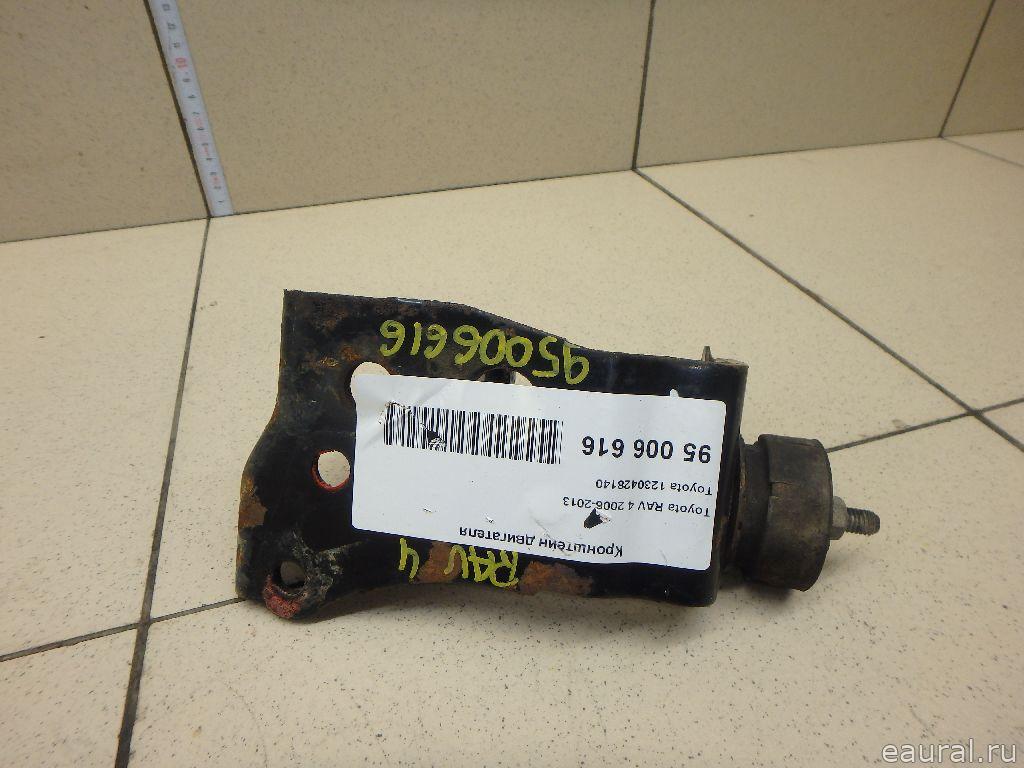 95006616
Кронштейн двигателя
Toyota RAV 4 2006-2013
Toyota 1230428140
95 006 616
RAV 4
eaural.ru